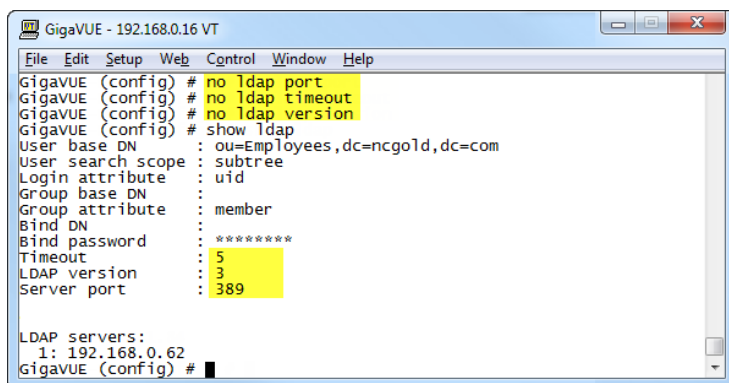 GigaVUE - 192.168.0.16 VT
File Edit Setup Web Control Window Help
GigaVUE (config) # no ldap port
GigaVUE (config) # no ldap timeout
GigaVUE (config) # no ldap version
GigaVUE (config) # show ldap
User base DN : ou=Employees,dc=ncgold,dc=com
User search scope : subtree
Login attribute : uid
Group base DN :
Group attribute : member
Bind DN :
Bind password : ********
Timeout : 5
LDAP version : 3
Server port : 389
LDAP servers:
1: 192.168.0.62
GigaVUE (config) #